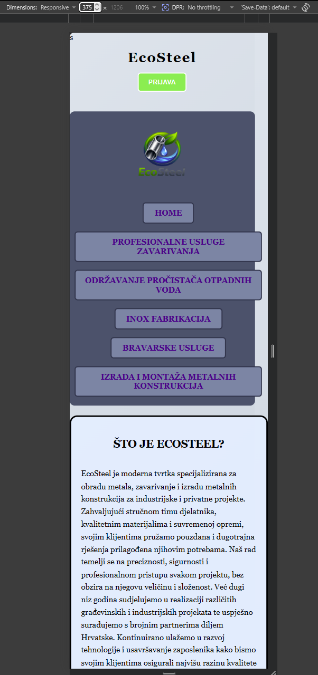 Dimensions: Responsive 375 × 100% DPR: No throttling 'Save-Data': default
s
EcoSteel
PRIJAVA
EcoSteel
HOME
PROFESIONALNE USLUGE
ZAVARIVANJA
ODRŽAVANJE PROČISTAČA OTPADNIH
VODA
INOX FABRIKACIJA
BRAVARSKE USLUGE
IZRADA I MONTAŽA METALNIH
KONSTRUKCIJA
ŠTO JE ECOSTEEL?
EcoSteel je moderna tvrtka specijalizirana za
obradu metala, zavarivanje i izradu metalnih
konstrukcija za industrijske i privatne projekte.
Zahvaljujući stručnom timu djelatnika,
kvalitetnim materijalima i suvremenoj opremi,
svojim klijentima pružamo pouzdana i dugotrajna
rješenja prilagođena njihovim potrebama. Naš rad
temelji se na preciznosti, sigurnosti i
profesionalnom pristupu svakom projektu, bez
obzira na njegovu veličinu i složenost. Već dugi
niz godina sudjelujemo u realizaciji različitih
građevinskih i industrijskih projekata te uspješno
surađujemo s brojnim partnerima diljem
Hrvatske. Kontinuirano ulažemo u razvoj
tehnologije i usavršavanje zaposlenika kako bismo
svojim klijentima osigurali najvišu razinu kvalitete